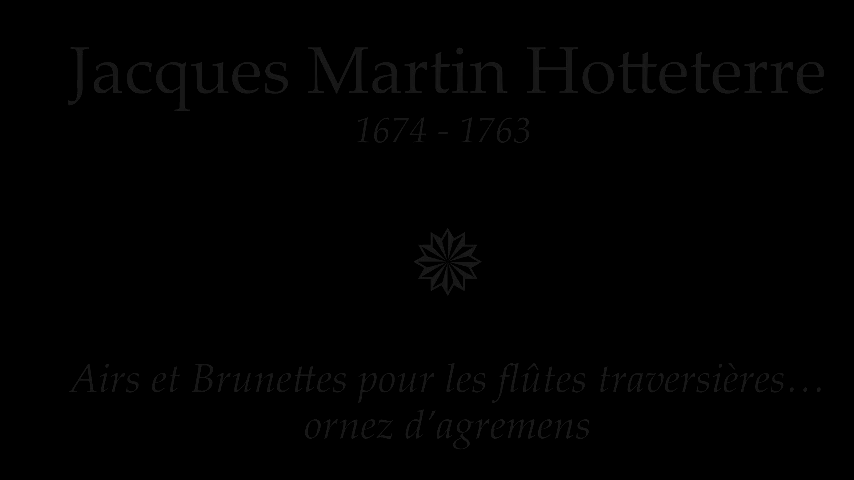 Jacques Martin Hotteterre
1674 - 1763
Airs et Brunettes pour les flûtes traversières…
ornez d’agremens